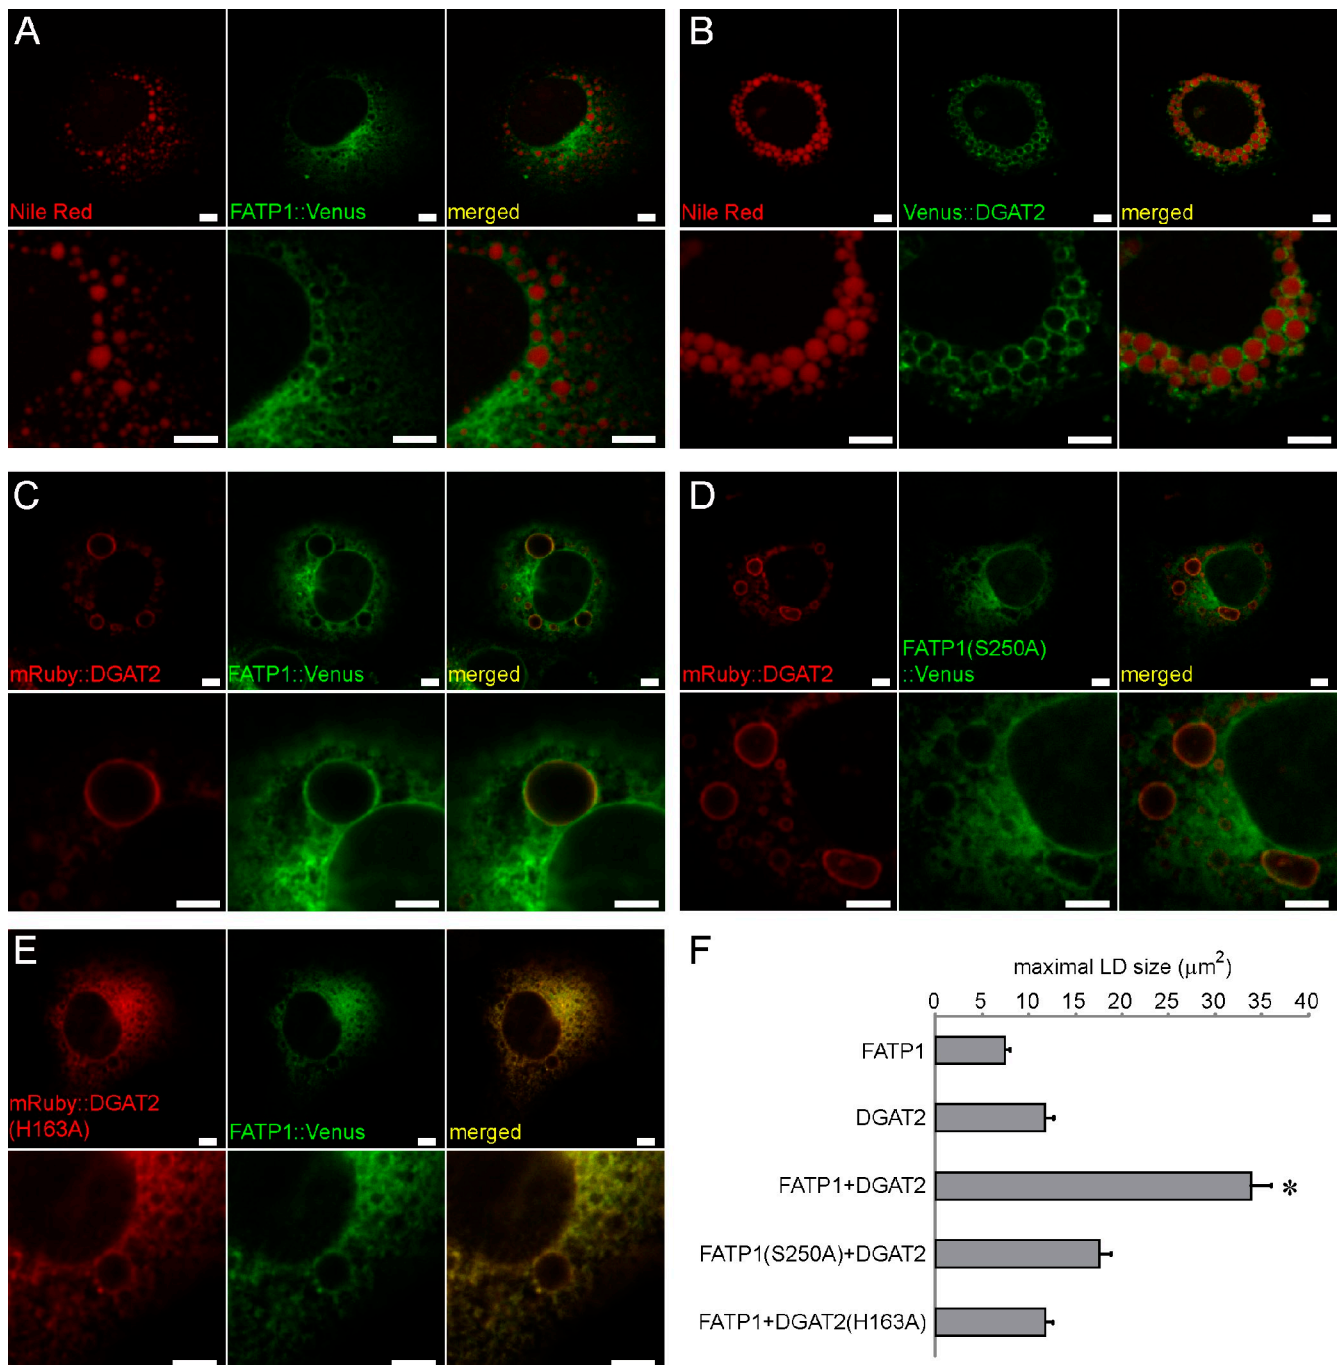 A
Nile Red
FATP1::Venus
merged
B
Nile Red
Venus::DGAT2
merged
C
mRuby::DGAT2
FATP1::Venus
merged
D
mRuby::DGAT2
FATP1(S250A)
::Venus
merged
E
mRuby::DGAT2
(H163A)
FATP1::Venus
merged
F
maximal LD size (μm²)
0 5 10 15 20 25 30 35 40
FATP1
DGAT2
FATP1+DGAT2 *
FATP1(S250A)+DGAT2
FATP1+DGAT2(H163A)